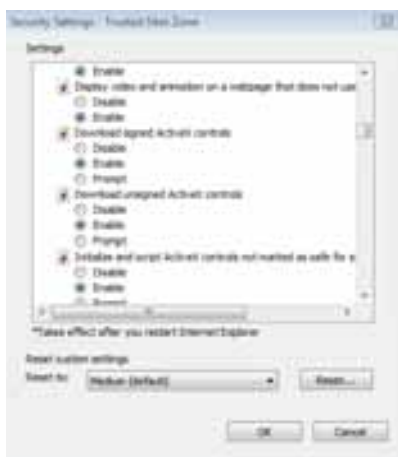 Security Settings - Trusted Sites Zone
Settings
Enable
Display video and animation on a webpage that does not use
Disable
Enable
Download signed ActiveX controls
Disable
Enable
Prompt
Download unsigned ActiveX controls
Disable
Enable
Prompt
Initialize and script ActiveX controls not marked as safe for s
Disable
Enable
Prompt
*Takes effect after you restart Internet Explorer
Reset custom settings
Reset to: Medium (default) Reset...
OK Cancel